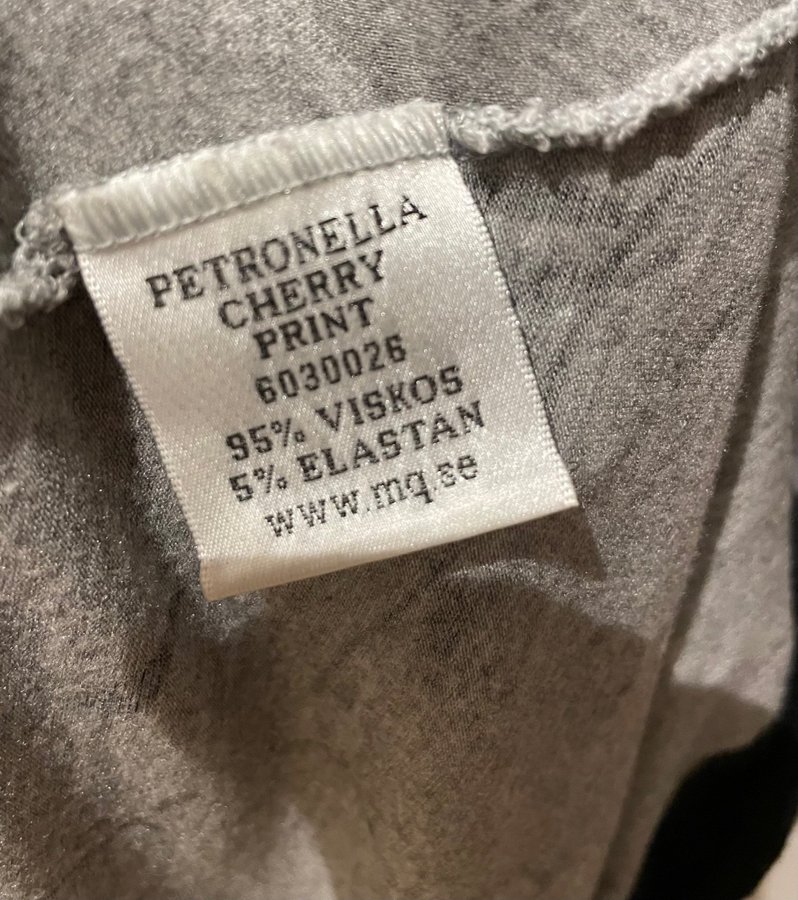 PETRONELLA
CHERRY
PRINT
6030026
95% VISKOS
5% ELASTAN
www.mq.se